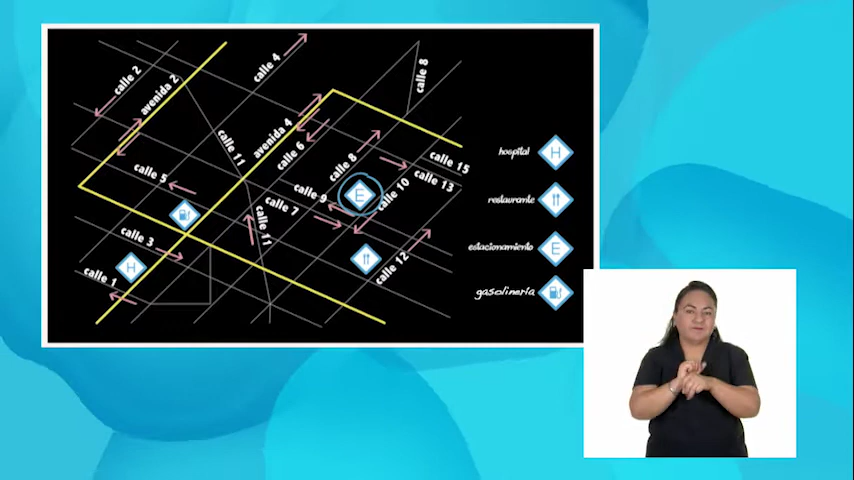 calle 2
avenida 2
calle 4
calle 8
calle 11
avenida 4
calle 6
calle 8
calle 15
calle 13
calle 5
calle 9
calle 10
E
calle 7
calle 11
calle 3
H
calle 12
calle 1
hospital H
restaurante
estacionamiento E
gasolinería